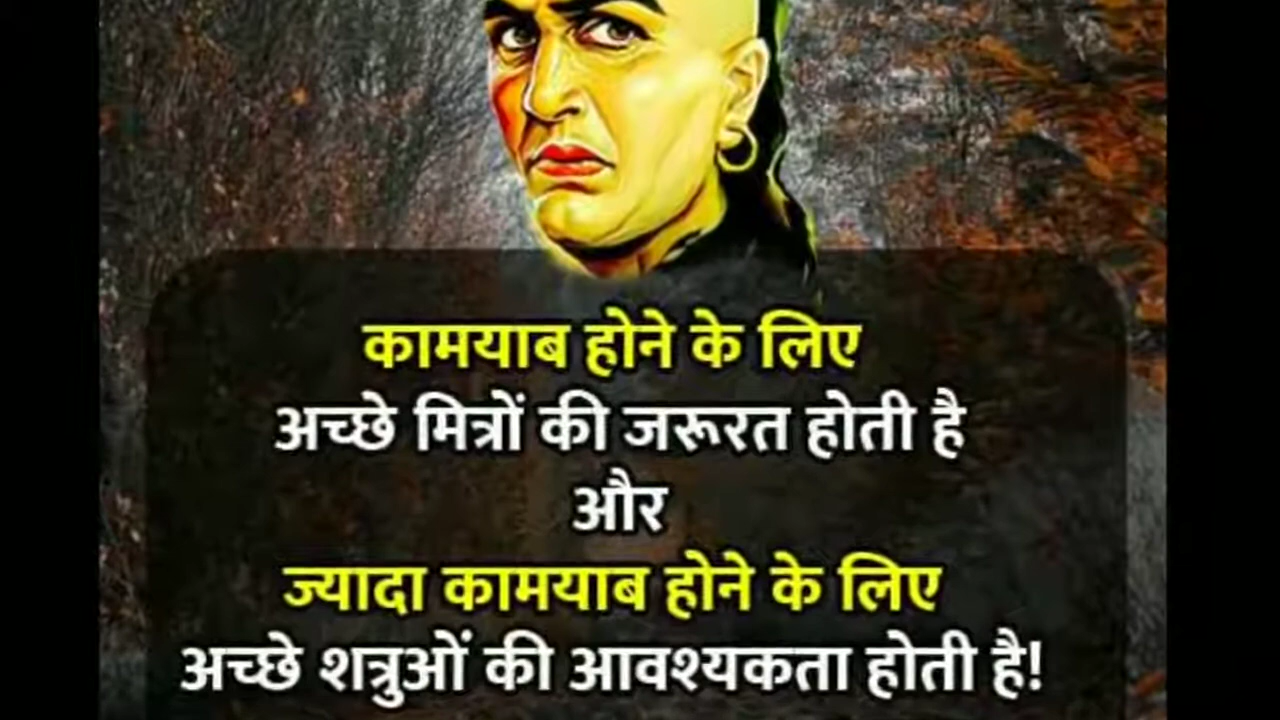 कामयाब होने के लिए
अच्छे मित्रों की जरूरत होती है
और
ज्यादा कामयाब होने के लिए
अच्छे शत्रुओं की आवश्यकता होती है!